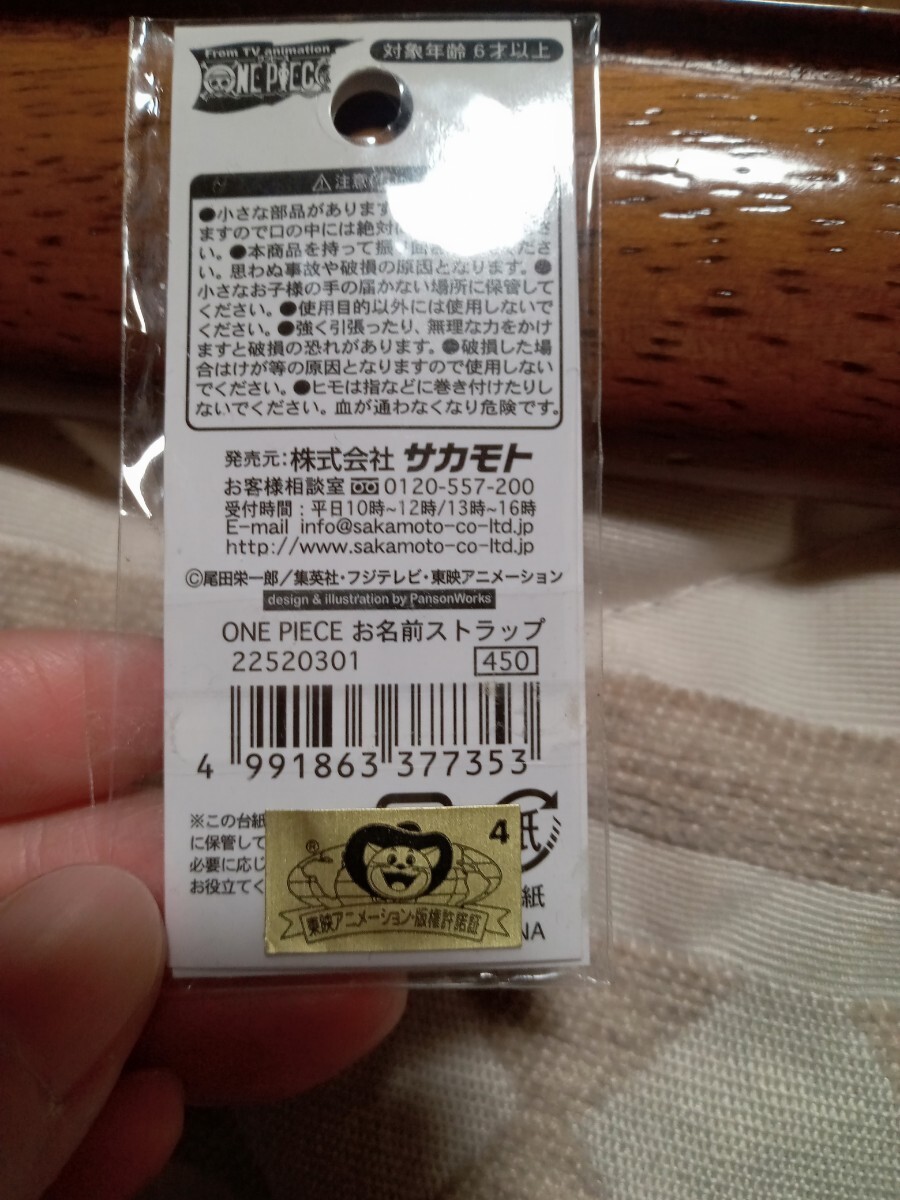 From TV animation
ONE PIECE
対象年齢 6才以上
⚠注意
●小さな部品があります
ますので口の中には絶対に
い。●本商品を持って振
い。思わぬ事故や破損の原因となります。●
小さなお子様の手の届かない場所に保管して
ください。●使用目的以外には使用しないで
ください。●強く引張ったり、無理な力をかけ
ますと破損の恐れがあります。●破損した場
合はけが等の原因となりますので使用しない
でください。●ヒモは指などに巻き付けたりし
ないでください。血が通わなくなり危険です。
発売元:株式会社 サカモト
お客様相談室 0120-557-200
受付時間:平日10時~12時/13時~16時
E-mail info@sakamoto-co-ltd.jp
http://www.sakamoto-co-ltd.jp
©尾田栄一郎/集英社・フジテレビ・東映アニメーション
design & illustration by PansonWorks
ONE PIECE お名前ストラップ
22520301 450
4 991863 377353
※この台紙
に保管して
必要に応じ
お役立てく
紙
紙
NA
4
®
東映アニメーション・版権許諾証